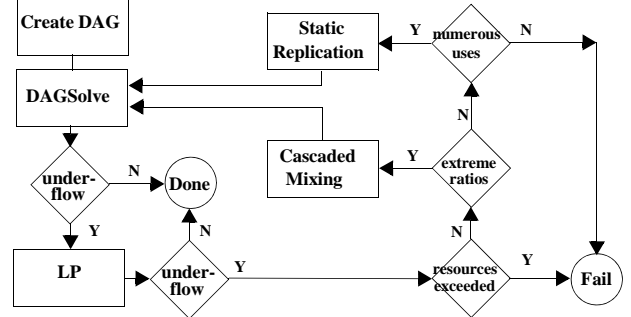 Create DAG
Static
Replication
Y
numerous
uses
N
DAGSolve
N
under-
flow
N
Done
Cascaded
Mixing
Y
extreme
ratios
Y
N
N
LP
under-
flow
Y
resources
exceeded
Y
Fail